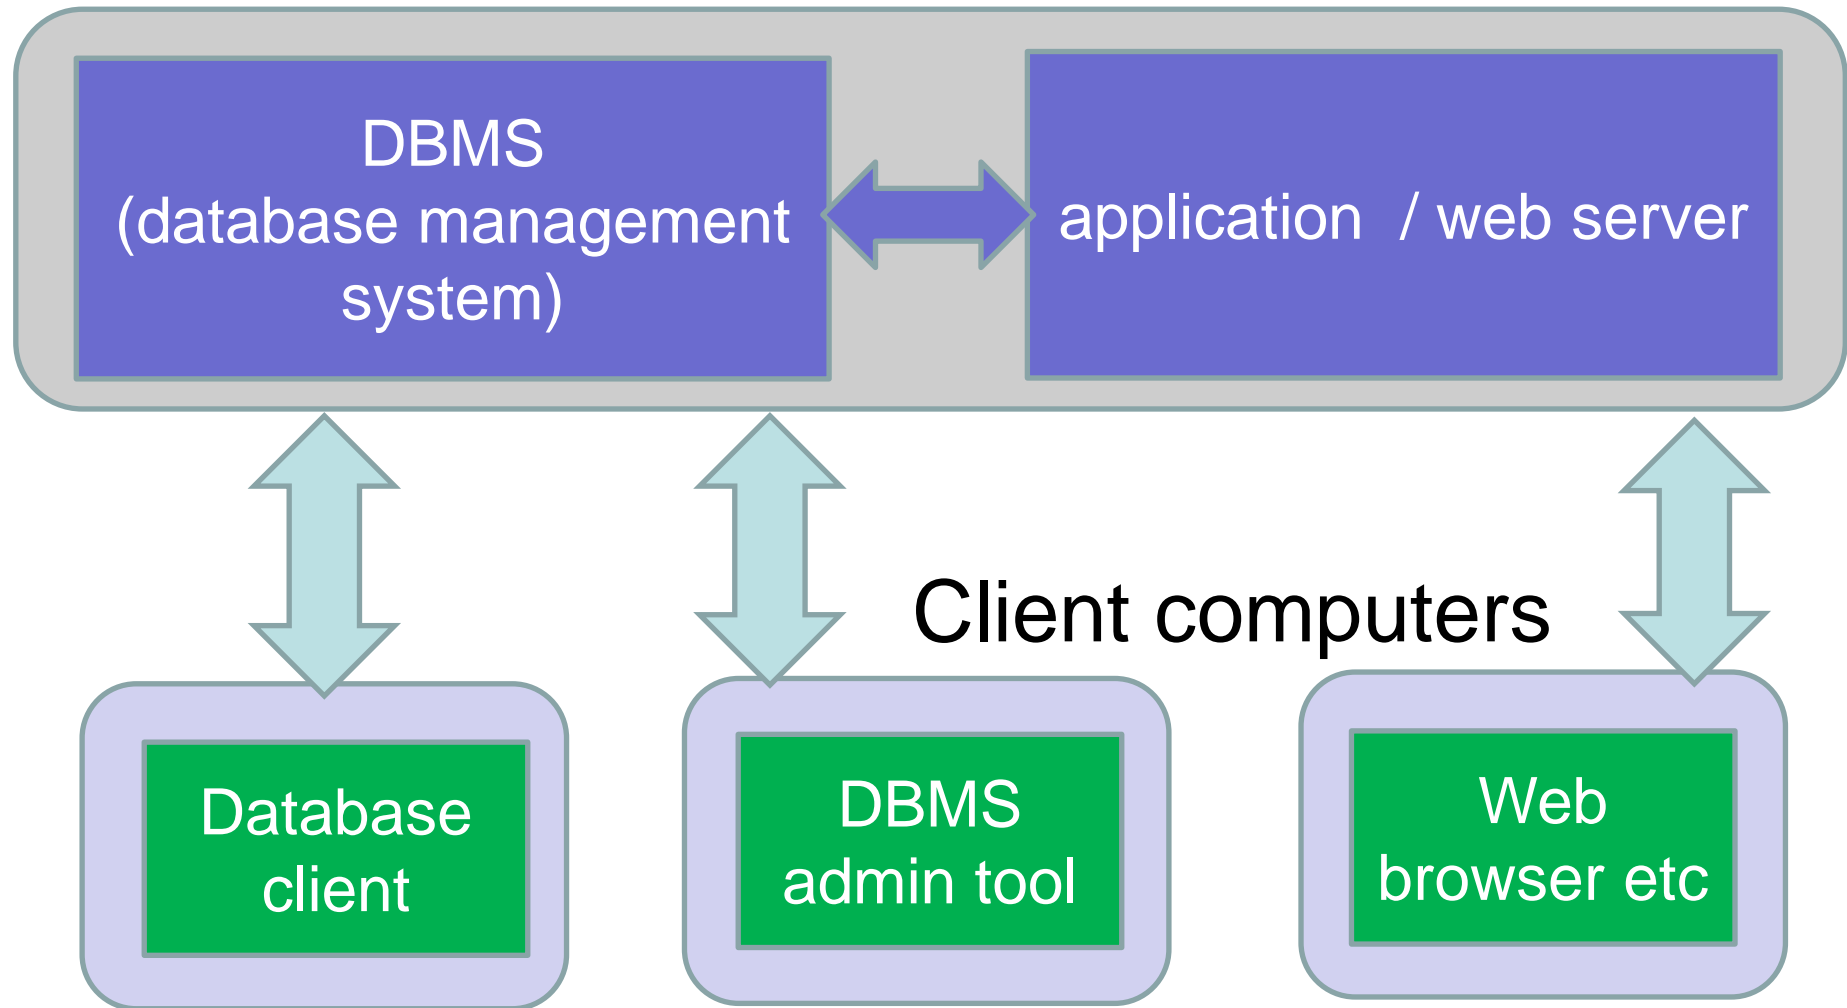 DBMS
(database management
system)
application / web server
Client computers
Database
client
DBMS
admin tool
Web
browser etc